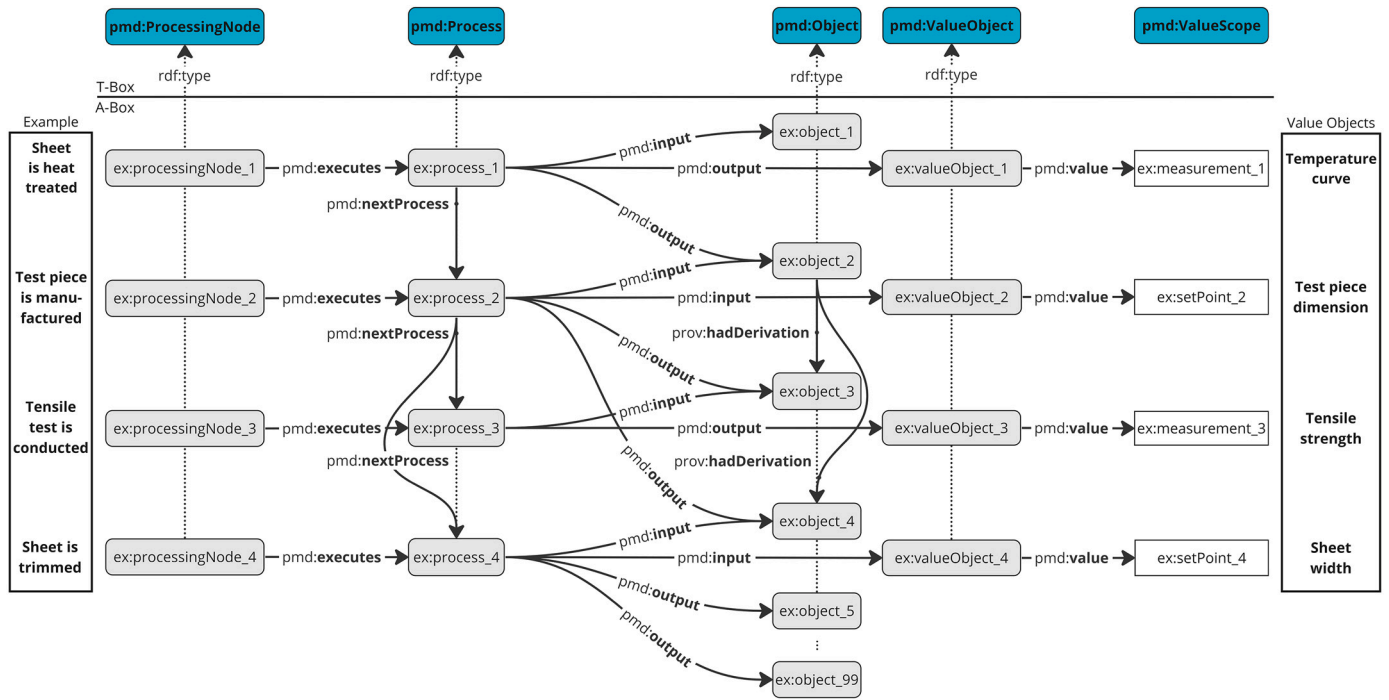 pmd:ProcessingNode
pmd:Process
pmd:Object
pmd:ValueObject
pmd:ValueScope
rdf:type
rdf:type
rdf:type
rdf:type
T-Box
A-Box
Example
Value Objects
Sheet
is heat
treated
ex:processingNode_1
pmd:executes
ex:process_1
pmd:input
ex:object_1
pmd:output
ex:valueObject_1
pmd:value
ex:measurement_1
Temperature
curve
pmd:nextProcess
pmd:output
Test piece
is manu-
factured
ex:processingNode_2
pmd:executes
ex:process_2
pmd:input
ex:object_2
pmd:input
ex:valueObject_2
pmd:value
ex:setPoint_2
Test piece
dimension
pmd:nextProcess
prov:hadDerivation
pmd:output
Tensile
test is
conducted
ex:processingNode_3
pmd:executes
ex:process_3
pmd:input
ex:object_3
pmd:output
ex:valueObject_3
pmd:value
ex:measurement_3
Tensile
strength
pmd:nextProcess
prov:hadDerivation
pmd:output
Sheet is
trimmed
ex:processingNode_4
pmd:executes
ex:process_4
pmd:input
ex:object_4
pmd:input
ex:valueObject_4
pmd:value
ex:setPoint_4
Sheet
width
pmd:output
ex:object_5
...
pmd:output
ex:object_99